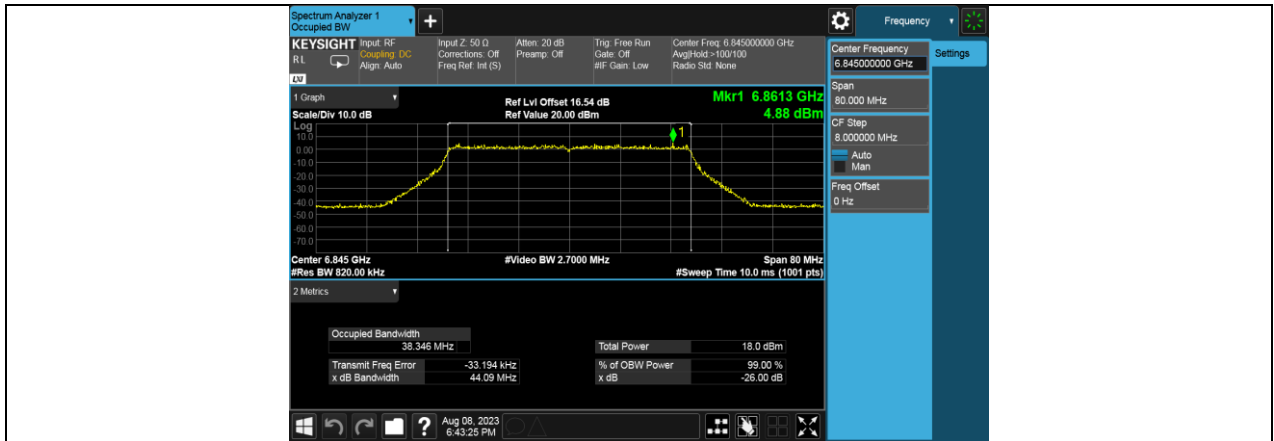 Spectrum Analyzer 1
Occupied BW
+
Frequency
KEYSIGHT
RL
LXI
Input: RF
Coupling: DC
Align: Auto
Input Z: 50 Ω
Corrections: Off
Freq Ref: Int (S)
Atten: 20 dB
Preamp: Off
Trig: Free Run
Gate: Off
#IF Gain: Low
Center Freq: 6.845000000 GHz
Avg|Hold:>100/100
Radio Std: None
1 Graph
Scale/Div 10.0 dB
Ref Lvl Offset 16.54 dB
Ref Value 20.00 dBm
Mkr1 6.8613 GHz
4.88 dBm
Log
10.0
0.00
-10.0
-20.0
-30.0
-40.0
-50.0
-60.0
-70.0
1
Center 6.845 GHz
#Video BW 2.7000 MHz
Span 80 MHz
#Res BW 820.00 kHz
#Sweep Time 10.0 ms (1001 pts)
2 Metrics
Occupied Bandwidth
38.346 MHz
Transmit Freq Error -33.194 kHz
x dB Bandwidth 44.09 MHz
Total Power 18.0 dBm
% of OBW Power 99.00 %
x dB -26.00 dB
Center Frequency
6.845000000 GHz
Settings
Span
80.000 MHz
CF Step
8.000000 MHz
Auto
Man
Freq Offset
0 Hz
?
Aug 08, 2023
6:43:25 PM